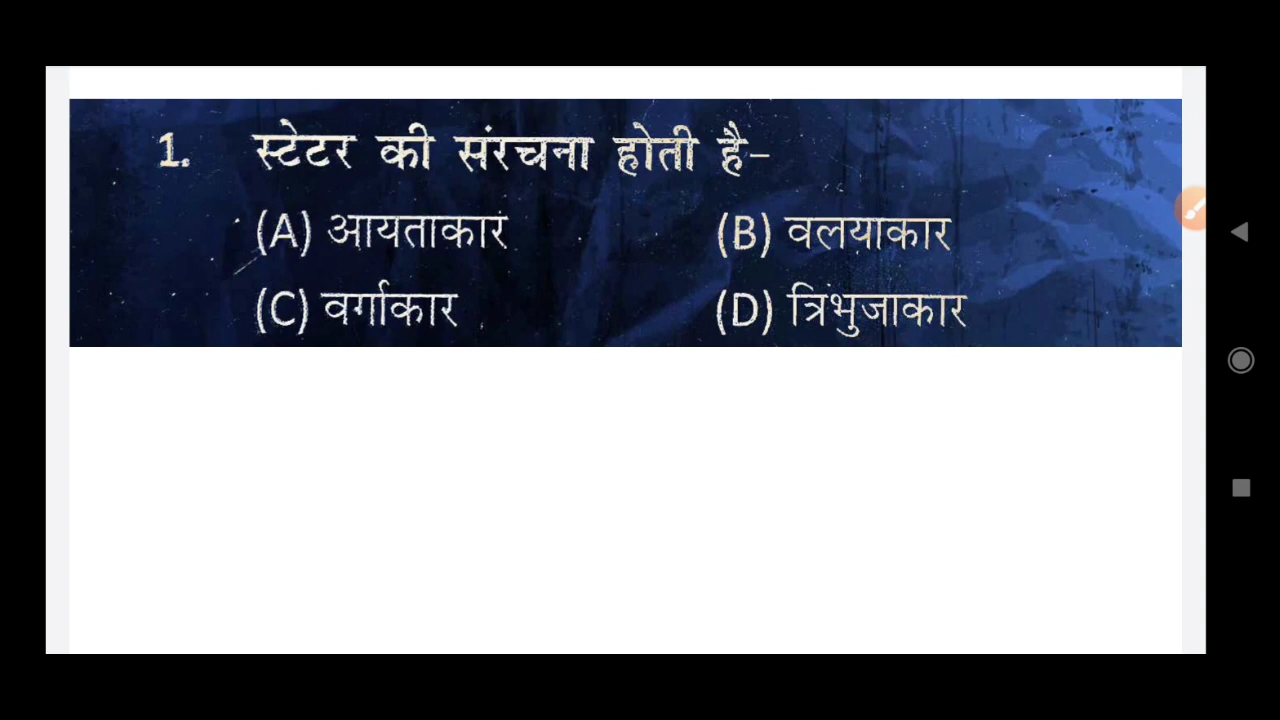 1. स्टेटर की संरचना होती है–
(A) आयताकार (B) वलयाकार
(C) वर्गाकार (D) त्रिभुजाकार